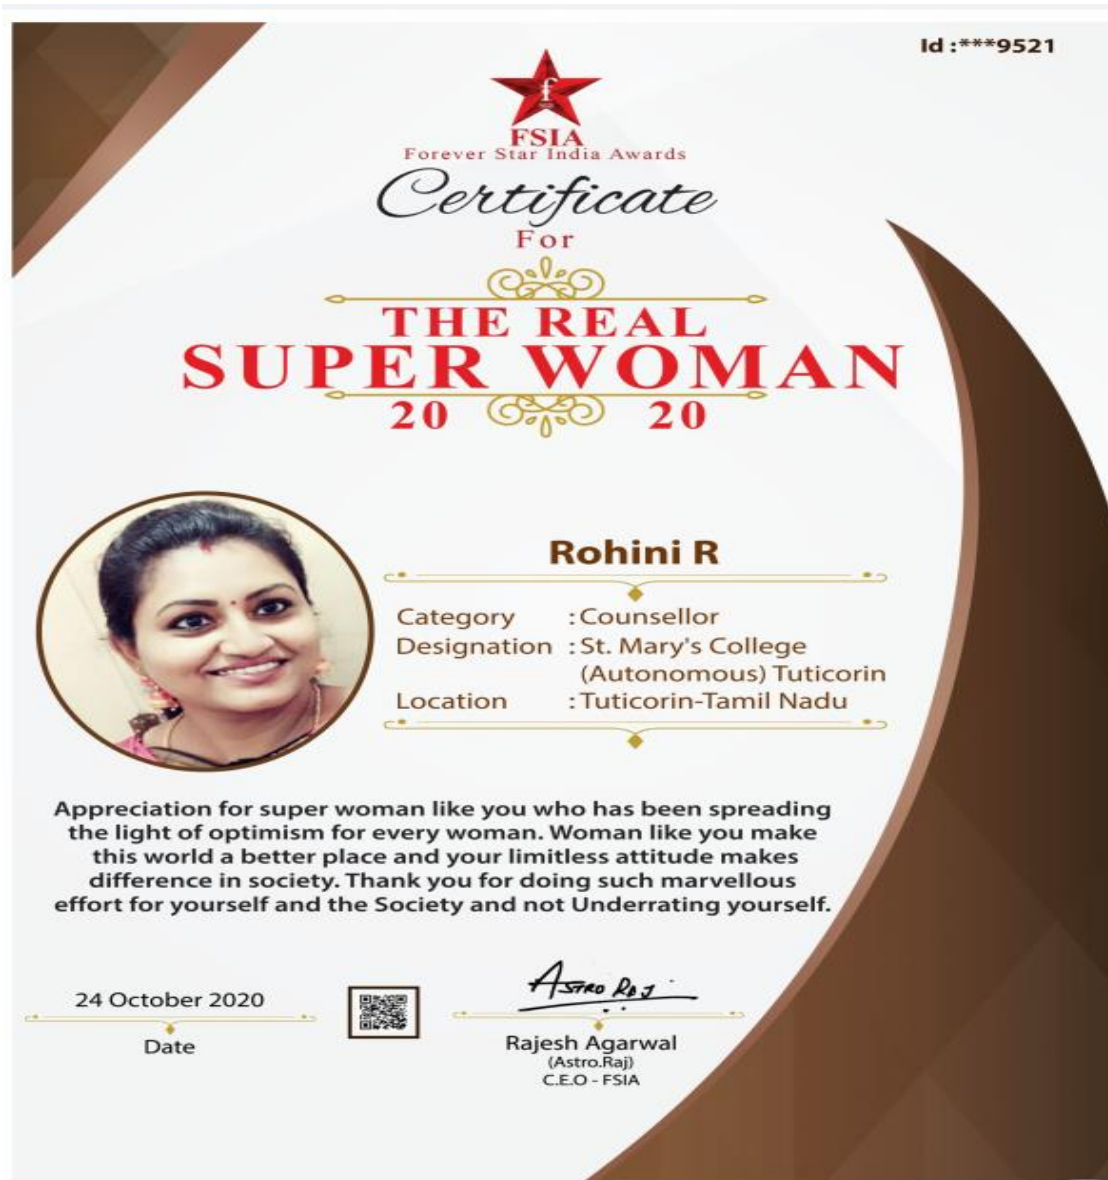 Id :***9521
f
FSIA
Forever Star India Awards
Certificate
For
THE REAL
SUPER WOMAN
20 20
Rohini R
Category : Counsellor
Designation : St. Mary's College
(Autonomous) Tuticorin
Location : Tuticorin-Tamil Nadu
Appreciation for super woman like you who has been spreading
the light of optimism for every woman. Woman like you make
this world a better place and your limitless attitude makes
difference in society. Thank you for doing such marvellous
effort for yourself and the Society and not Underrating yourself.
24 October 2020
Date
Astro Raj
Rajesh Agarwal
(Astro.Raj)
C.E.O - FSIA